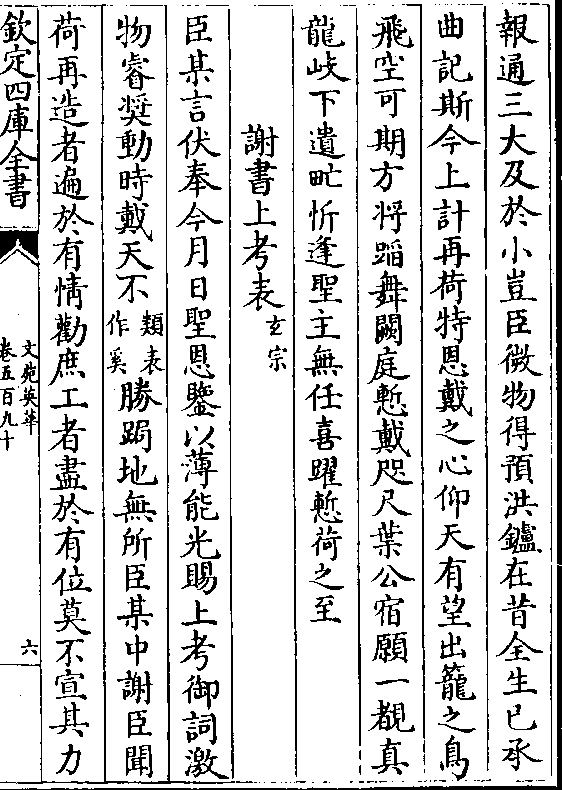 報通三大及於小豈臣微物得預洪鑪在昔全生已承
曲記斯今上計再荷特恩戴之心仰天有望出籠之鳥
飛空可期方將蹈舞闕庭慙戴咫尺葉公宿願一覩真
龍岐下遺甿忻逢聖主無任喜躍慙荷之至
謝書上考表玄宗
臣某言伏奉今月日聖恩鑒以薄能光賜上考御詞激
物睿奬動時戴天不類表作奚勝跼地無所臣某中謝臣聞
荷再造者遍於有情勸庶工者盡於有位莫不宣其力
欽定四庫全書
文苑英華
卷五百九十
六